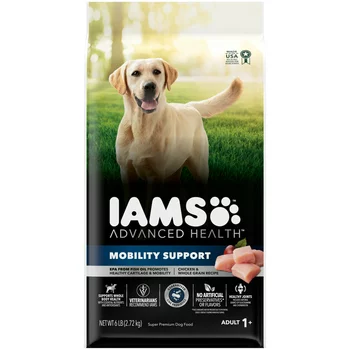 USA
IAMS
ADVANCED HEALTH™
MOBILITY SUPPORT
EPA FROM FISH OIL PROMOTES
HEALTHY CARTILAGE & MOBILITY
CHICKEN &
WHOLE GRAIN RECIPE
SUPPORTS WHOLE
BODY HEALTH
VETERINARIANS
RECOMMEND IAMS
NO ARTIFICIAL
PRESERVATIVES
OR FLAVORS
HEALTHY JOINTS
NET WT 6 LB (2.72 KG)
Super Premium Dog Food
ADULT 1+